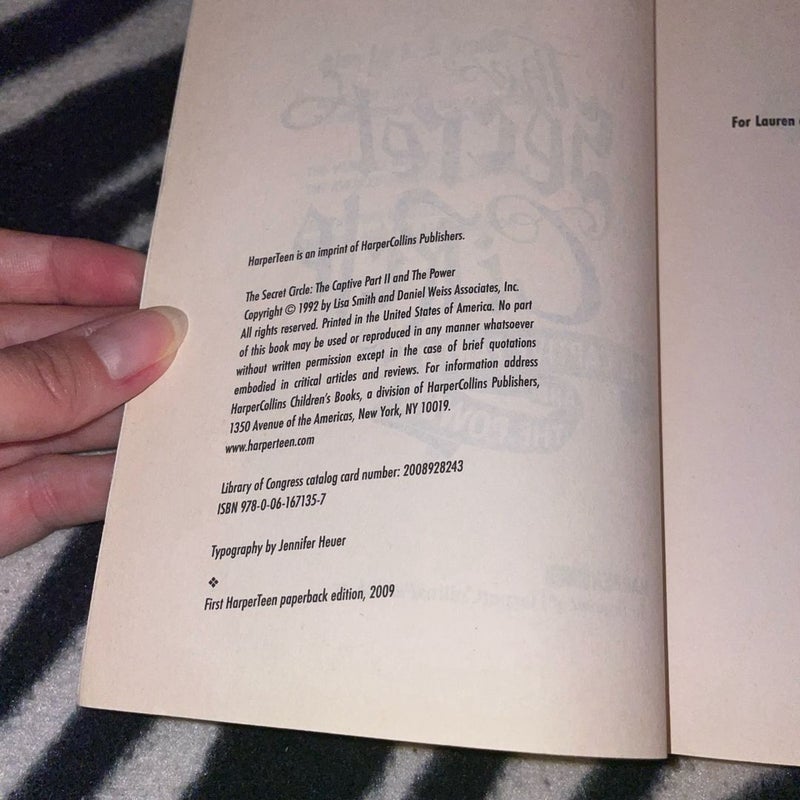 HarperTeen is an imprint of HarperCollins Publishers.
The Secret Circle: The Captive Part II and The Power
Copyright © 1992 by Lisa Smith and Daniel Weiss Associates, Inc.
All rights reserved. Printed in the United States of America. No part
of this book may be used or reproduced in any manner whatsoever
without written permission except in the case of brief quotations
embodied in critical articles and reviews. For information address
HarperCollins Children's Books, a division of HarperCollins Publishers,
1350 Avenue of the Americas, New York, NY 10019.
www.harperteen.com
Library of Congress catalog card number: 2008928243
ISBN 978-0-06-167135-7
Typography by Jennifer Heuer
❖
First HarperTeen paperback edition, 2009
For Lauren